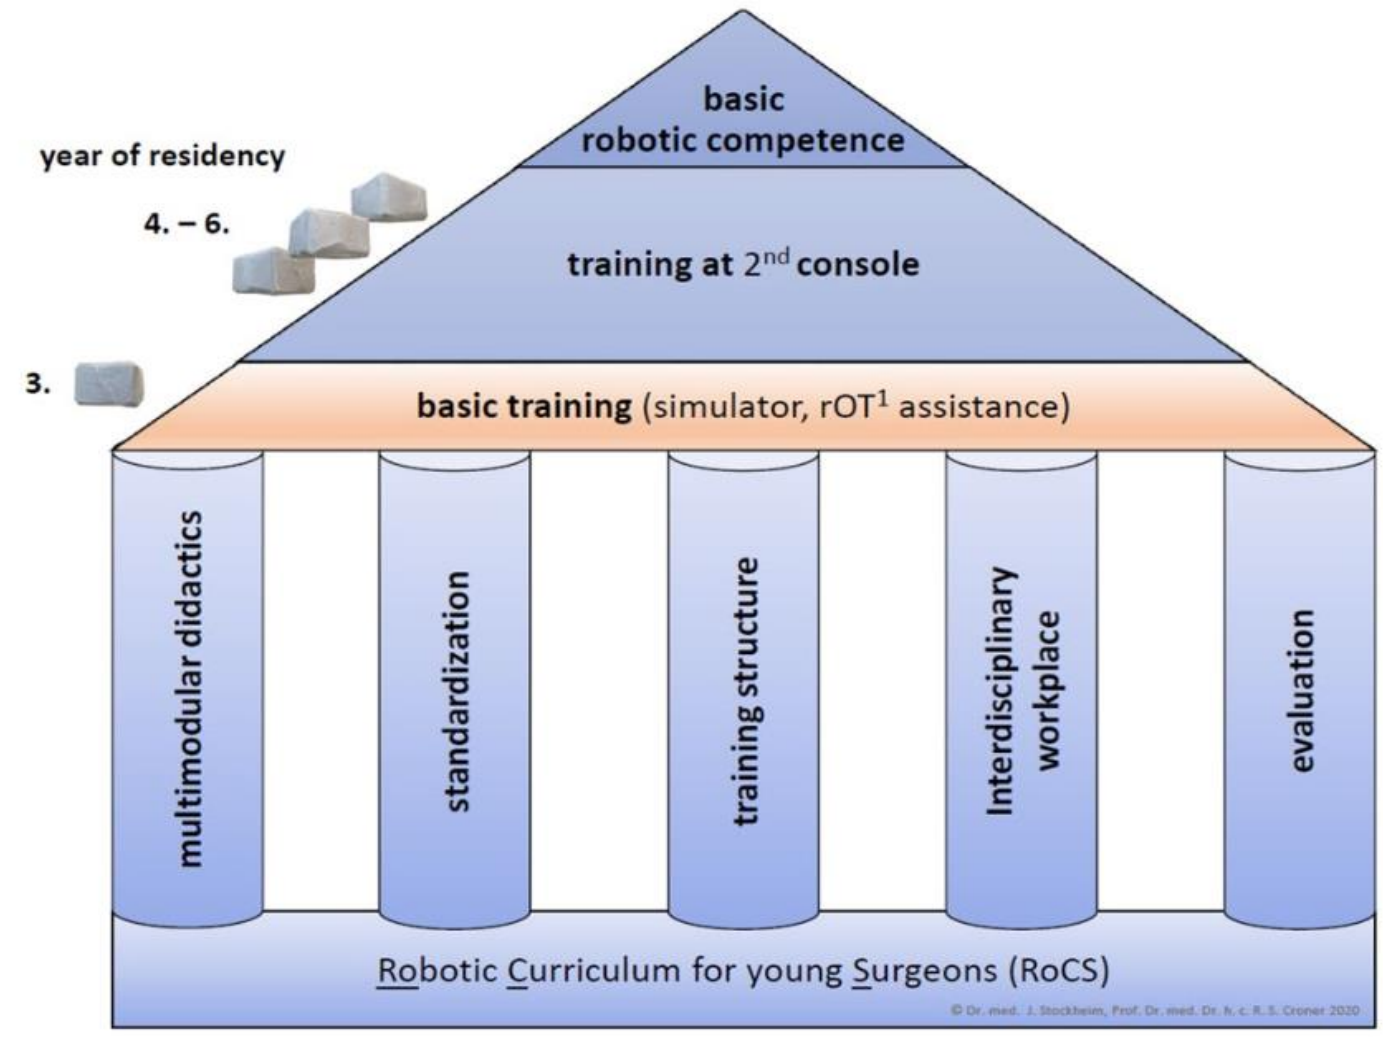 basic
robotic competence
year of residency
4. – 6.
training at 2nd console
3.
basic training (simulator, rOT1 assistance)
multimodular didactics
standardization
training structure
Interdisciplinary
workplace
evaluation
Robotic Curriculum for young Surgeons (RoCS)
© Dr. med. J. Stockheim, Prof. Dr. med. Dr. h. c. R. S. Croner 2020